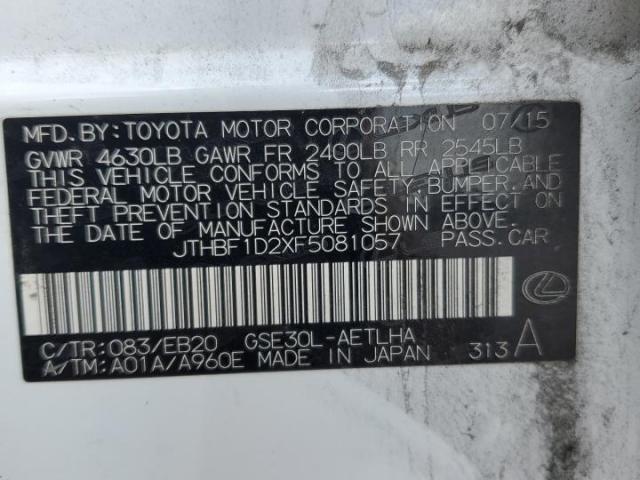 MFD.BY:TOYOTA MOTOR CORPORATION 07/15
GVWR 4630LB GAWR FR 2400LB RR 2545LB
THIS VEHICLE CONFORMS TO ALL APPLICABLE
FEDERAL MOTOR VEHICLE SAFETY,BUMPER,AND
THEFT PREVENTION STANDARDS IN EFFECT ON
THE DATE OF MANUFACTURE SHOWN ABOVE.
JTHBF1D2XF5081057 PASS.CAR
C/TR:083/EB20 GSE30L-AETLHA
A/TM:A01A/A960E MADE IN JAPAN 313A